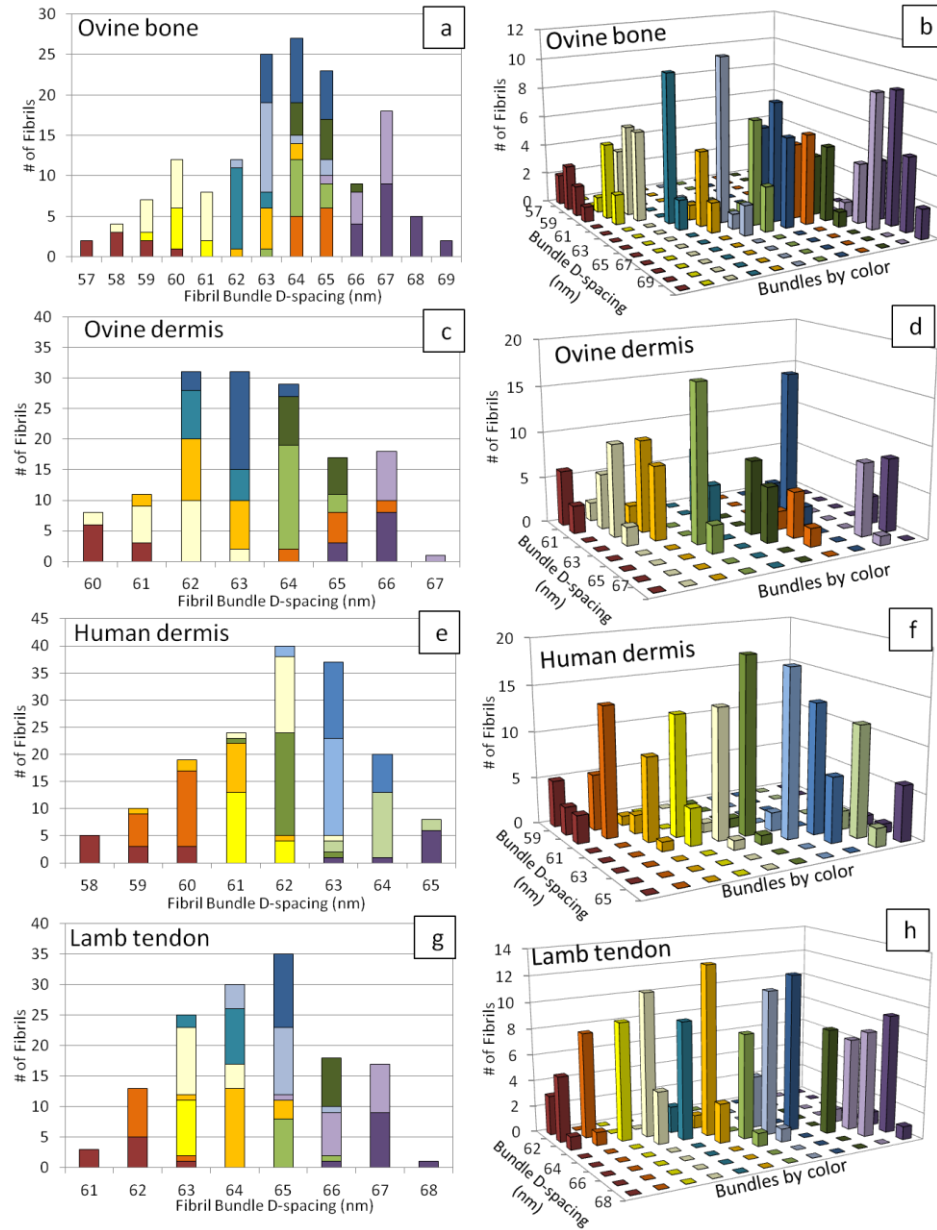 Ovine bone
a
# of Fibrils
30
25
20
15
10
5
0
57 58 59 60 61 62 63 64 65 66 67 68 69
Fibril Bundle D-spacing (nm)
Ovine bone
b
# of Fibrils
12
10
8
6
4
2
0
57
59
61
63
65
67
69
Bundle D-spacing
(nm)
Bundles by color
Ovine dermis
c
# of Fibrils
40
35
30
25
20
15
10
5
0
60 61 62 63 64 65 66 67
Fibril Bundle D-spacing (nm)
Ovine dermis
d
# of Fibrils
20
15
10
5
0
61
63
65
67
Bundle D-spacing
(nm)
Bundles by color
Human dermis
e
# of Fibrils
45
40
35
30
25
20
15
10
5
0
58 59 60 61 62 63 64 65
Fibril Bundle D-spacing (nm)
Human dermis
f
# of Fibrils
20
15
10
5
0
59
61
63
65
Bundle D-spacing
(nm)
Bundles by color
Lamb tendon
g
# of Fibrils
40
35
30
25
20
15
10
5
0
61 62 63 64 65 66 67 68
Fibril Bundle D-spacing (nm)
Lamb tendon
h
# of Fibrils
14
12
10
8
6
4
2
0
62
64
66
68
Bundle D-spacing
(nm)
Bundles by color